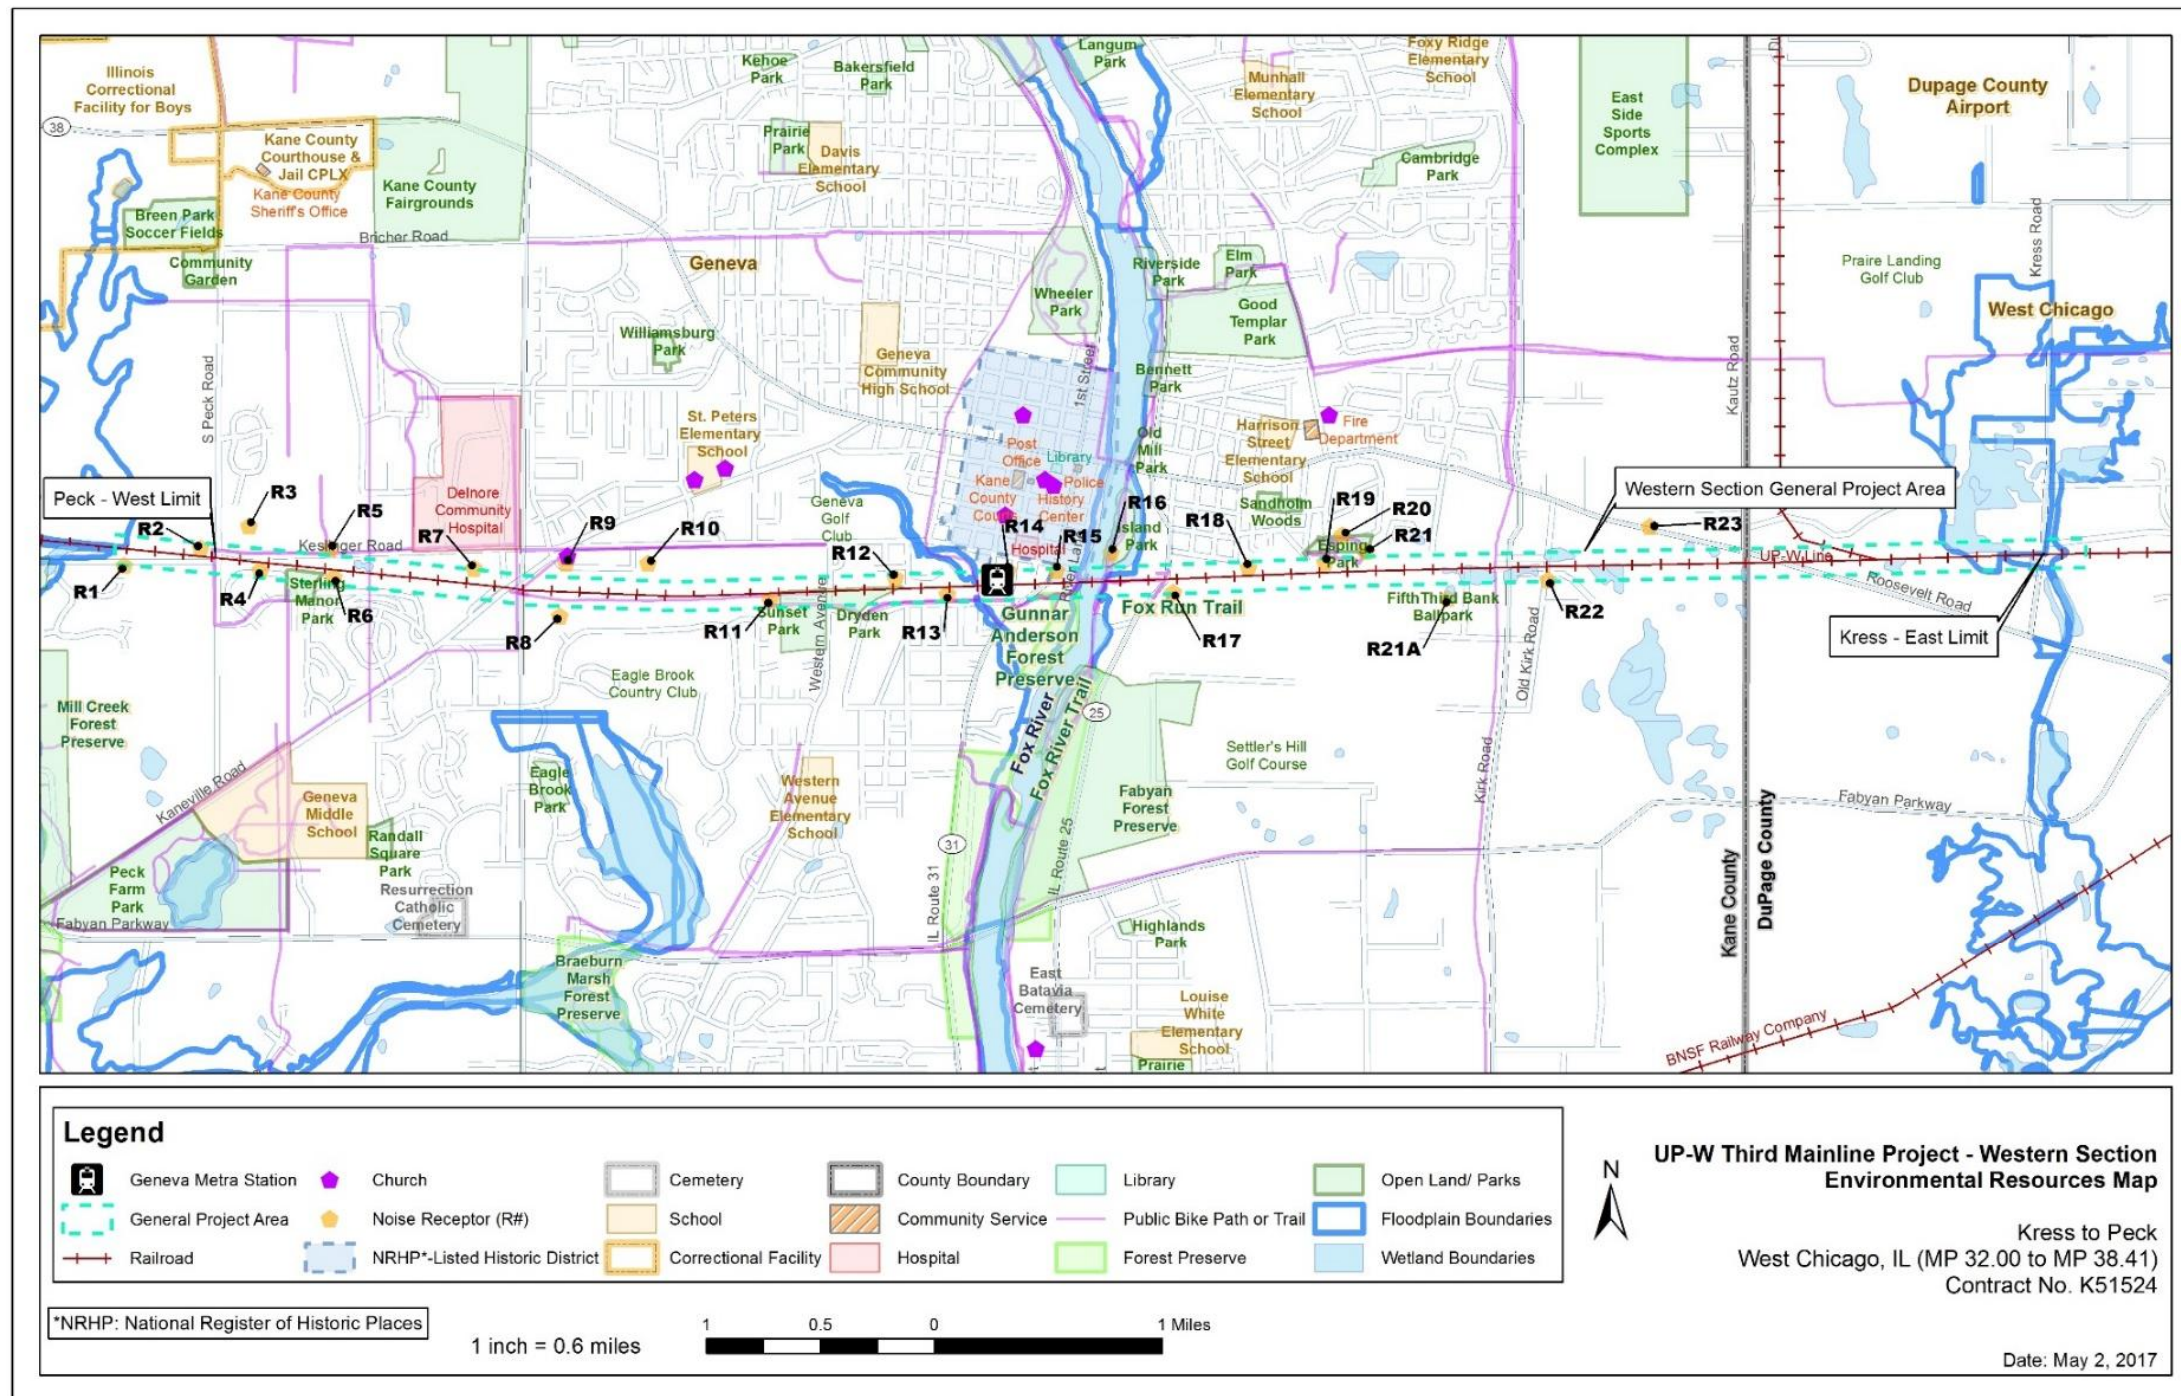 Illinois
Correctional
Facility for Boys
38
Kane County
Courthouse &
Jail CPLX
Kane County
Sheriff's Office
Kane County
Fairgrounds
Breen Park
Soccer Fields
Community
Garden
Bricher Road
Kehoe
Park
Bakersfield
Park
Prairie
Park
Davis
Elementary
School
Langum
Park
Munhall
Elementary
School
Foxy Ridge
Elementary
School
Cambridge
Park
East
Side
Sports
Complex
Dupage County
Airport
Geneva
Williamsburg
Park
Geneva
Community
High School
Wheeler
Park
Riverside
Park
Elm
Park
Good
Templar
Park
Bennett
Park
1st Street
Praire Landing
Golf Club
Kress Road
West Chicago
Kautz Road
S Peck Road
St. Peters
Elementary
School
Post
Office
Library
Kane
County
Police
History
Center
Old
Mill
Park
Harrison
Street
Elementary
School
Fire
Department
Sandholm
Woods
Peck - West Limit
Western Section General Project Area
Delnore
Community
Hospital
Geneva
Golf
Club
Keslinger Road
R1
R2
R3
R4
R5
R6
R7
R8
R9
R10
R11
R12
R13
R14
R15
R16
R17
R18
R19
R20
R21
R21A
R22
R23
Hospital
Island
Park
Esping
Park
UP-W Line
Roosevelt Road
Kress - East Limit
Sterling
Manor
Park
Sunset
Park
Dryden
Park
Western Avenue
Gunnar
Anderson
Forest
Preserve
Fox Run Trail
FifthThird Bank
Ballpark
Old Kirk Road
Eagle Brook
Country Club
Mill Creek
Forest
Preserve
Fox River
Fox River Trail
25
Settler's Hill
Golf Course
Kirk Road
Kaneville Road
Geneva
Middle
School
Eagle
Brook
Park
Western
Avenue
Elementary
School
Fabyan
Forest
Preserve
Fabyan Parkway
Randall
Square
Park
31
IL Route 31
IL Route 25
Kane County
DuPage County
Peck
Farm
Park
Fabyan Parkway
Resurrection
Catholic
Cemetery
Highlands
Park
Braeburn
Marsh
Forest
Preserve
East
Batavia
Cemetery
Louise
White
Elementary
School
Prairie
BNSF Railway Company
Legend
Geneva Metra Station
Church
Cemetery
County Boundary
Library
Open Land/ Parks
General Project Area
Noise Receptor (R#)
School
Community Service
Public Bike Path or Trail
Floodplain Boundaries
Railroad
NRHP*-Listed Historic District
Correctional Facility
Hospital
Forest Preserve
Wetland Boundaries
*NRHP: National Register of Historic Places
1 inch = 0.6 miles
1 0.5 0 1 Miles
N
UP-W Third Mainline Project - Western Section
Environmental Resources Map
Kress to Peck
West Chicago, IL (MP 32.00 to MP 38.41)
Contract No. K51524
Date: May 2, 2017